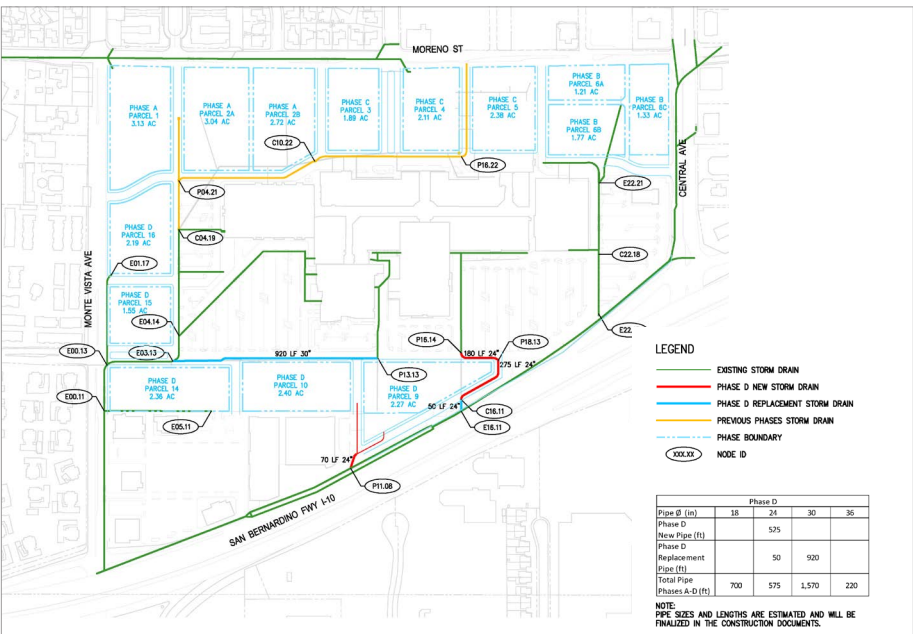 MORENO ST
PHASE A
PARCEL 1
3.13 AC
PHASE A
PARCEL 2A
3.04 AC
PHASE A
PARCEL 2B
2.72 AC
PHASE C
PARCEL 3
1.89 AC
PHASE C
PARCEL 4
2.11 AC
PHASE C
PARCEL 5
2.38 AC
PHASE B
PARCEL 6A
1.21 AC
PHASE B
PARCEL 6B
1.77 AC
PHASE B
PARCEL 6C
1.33 AC
CENTRAL AVE
C10.22
P16.22
P04.21
E22.21
C04.19
C22.18
PHASE D
PARCEL 16
2.19 AC
E01.17
MONTE VISTA AVE
PHASE D
PARCEL 15
1.55 AC
E04.14
E22.
P16.14
P18.13
E00.13
E03.13
920 LF 30"
180 LF 24"
275 LF 24"
P13.13
PHASE D
PARCEL 14
2.36 AC
PHASE D
PARCEL 10
2.40 AC
PHASE D
PARCEL 9
2.27 AC
E00.11
50 LF 24"
C16.11
E05.11
E16.11
70 LF 24"
P11.08
SAN BERNARDINO FWY I-10
LEGEND
EXISTING STORM DRAIN
PHASE D NEW STORM DRAIN
PHASE D REPLACEMENT STORM DRAIN
PREVIOUS PHASES STORM DRAIN
PHASE BOUNDARY
XXX.XX NODE ID
Phase D
Pipe Ø (in) 18 24 30 36
Phase D
New Pipe (ft) 525
Phase D
Replacement 50 920
Pipe (ft)
Total Pipe
Phases A-D (ft) 700 575 1,570 220
NOTE:
PIPE SIZES AND LENGTHS ARE ESTIMATED AND WILL BE
FINALIZED IN THE CONSTRUCTION DOCUMENTS.